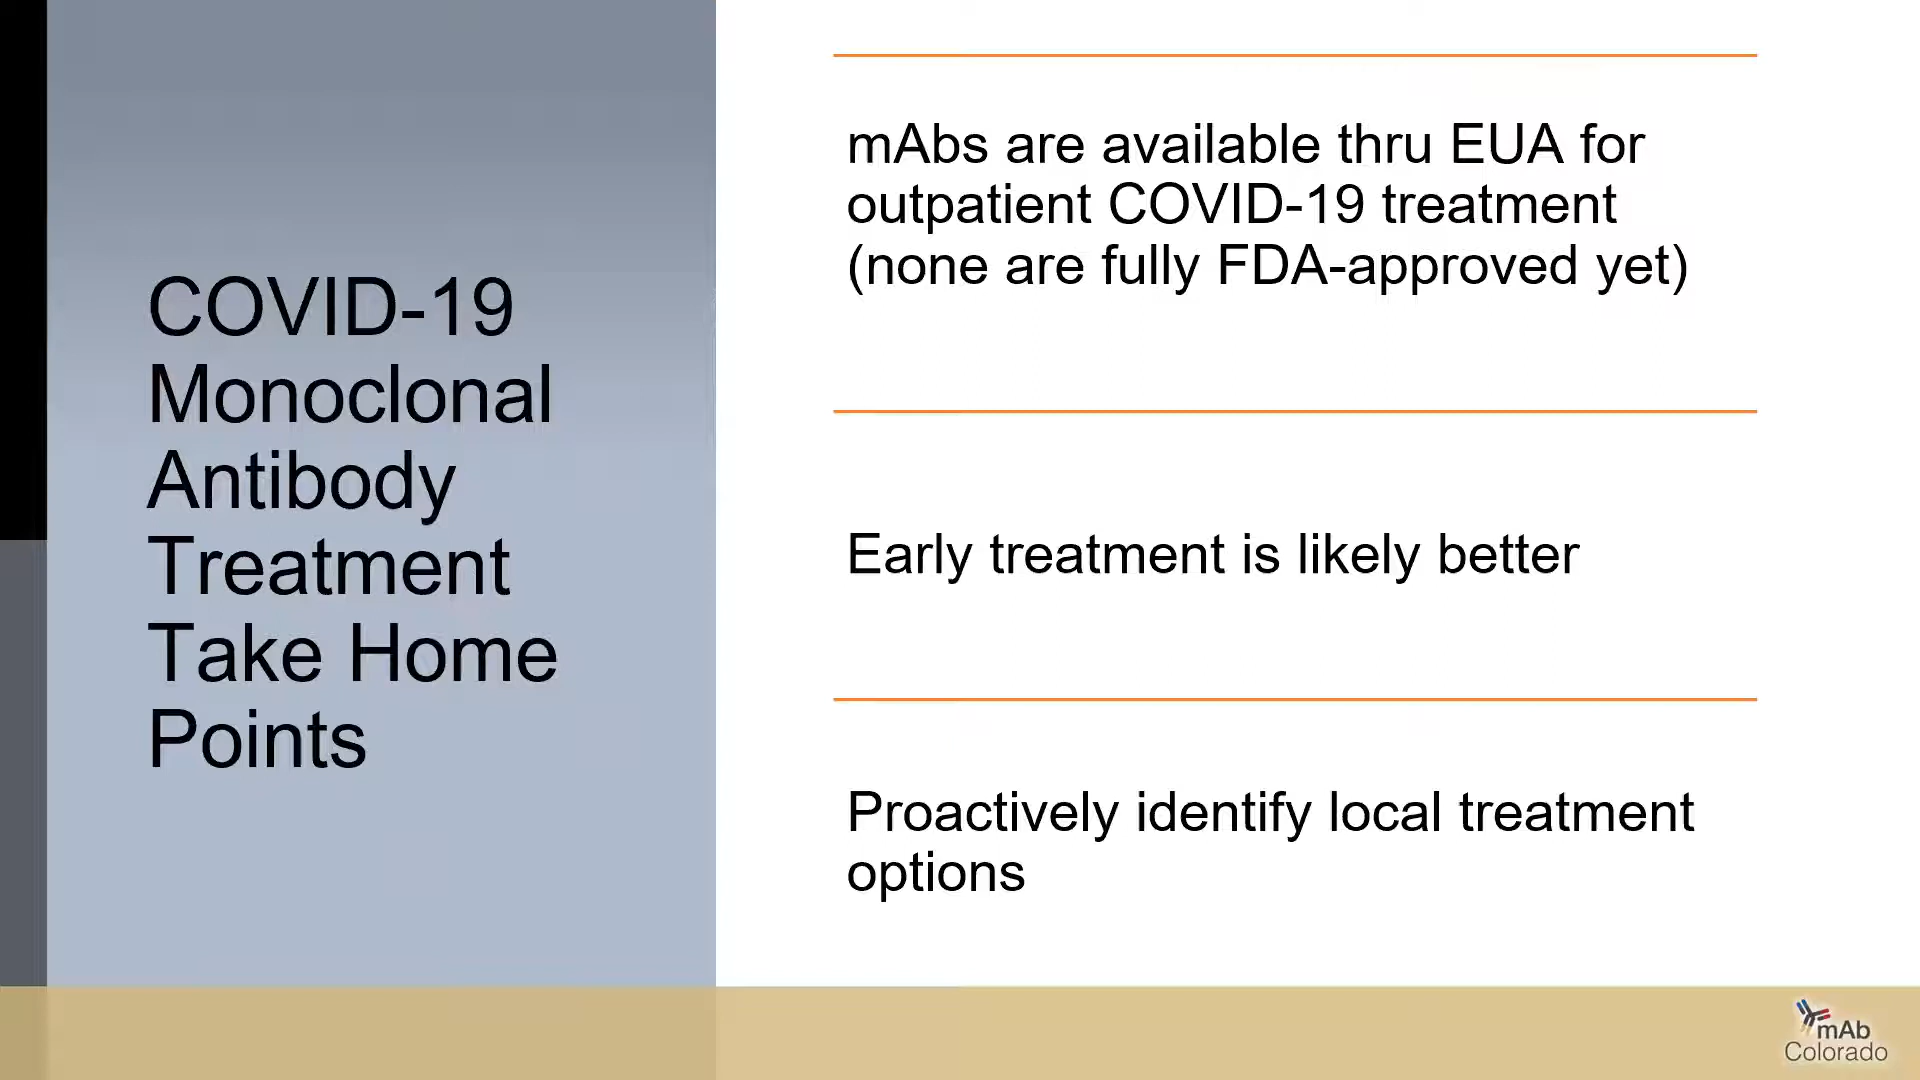 COVID-19
Monoclonal
Antibody
Treatment
Take Home
Points
mAbs are available thru EUA for
outpatient COVID-19 treatment
(none are fully FDA-approved yet)
Early treatment is likely better
Proactively identify local treatment
options
mAb
Colorado